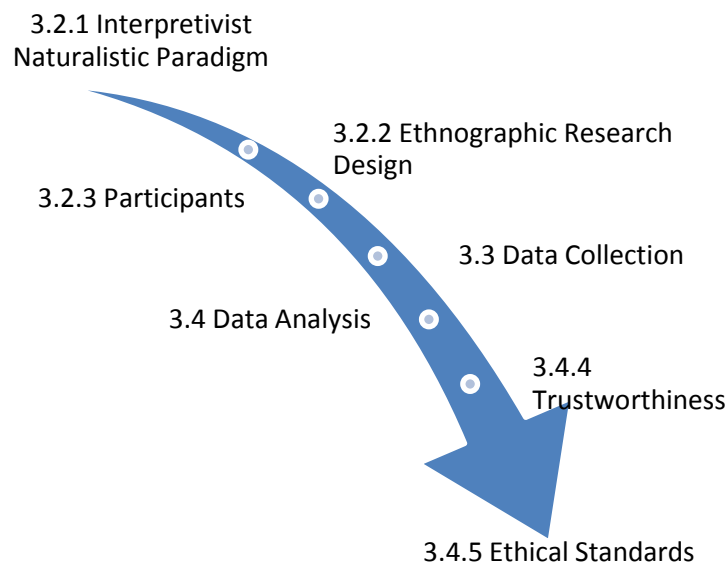 3.2.1 Interpretivist
Naturalistic Paradigm
3.2.2 Ethnographic Research
Design
3.2.3 Participants
3.3 Data Collection
3.4 Data Analysis
3.4.4
Trustworthiness
3.4.5 Ethical Standards